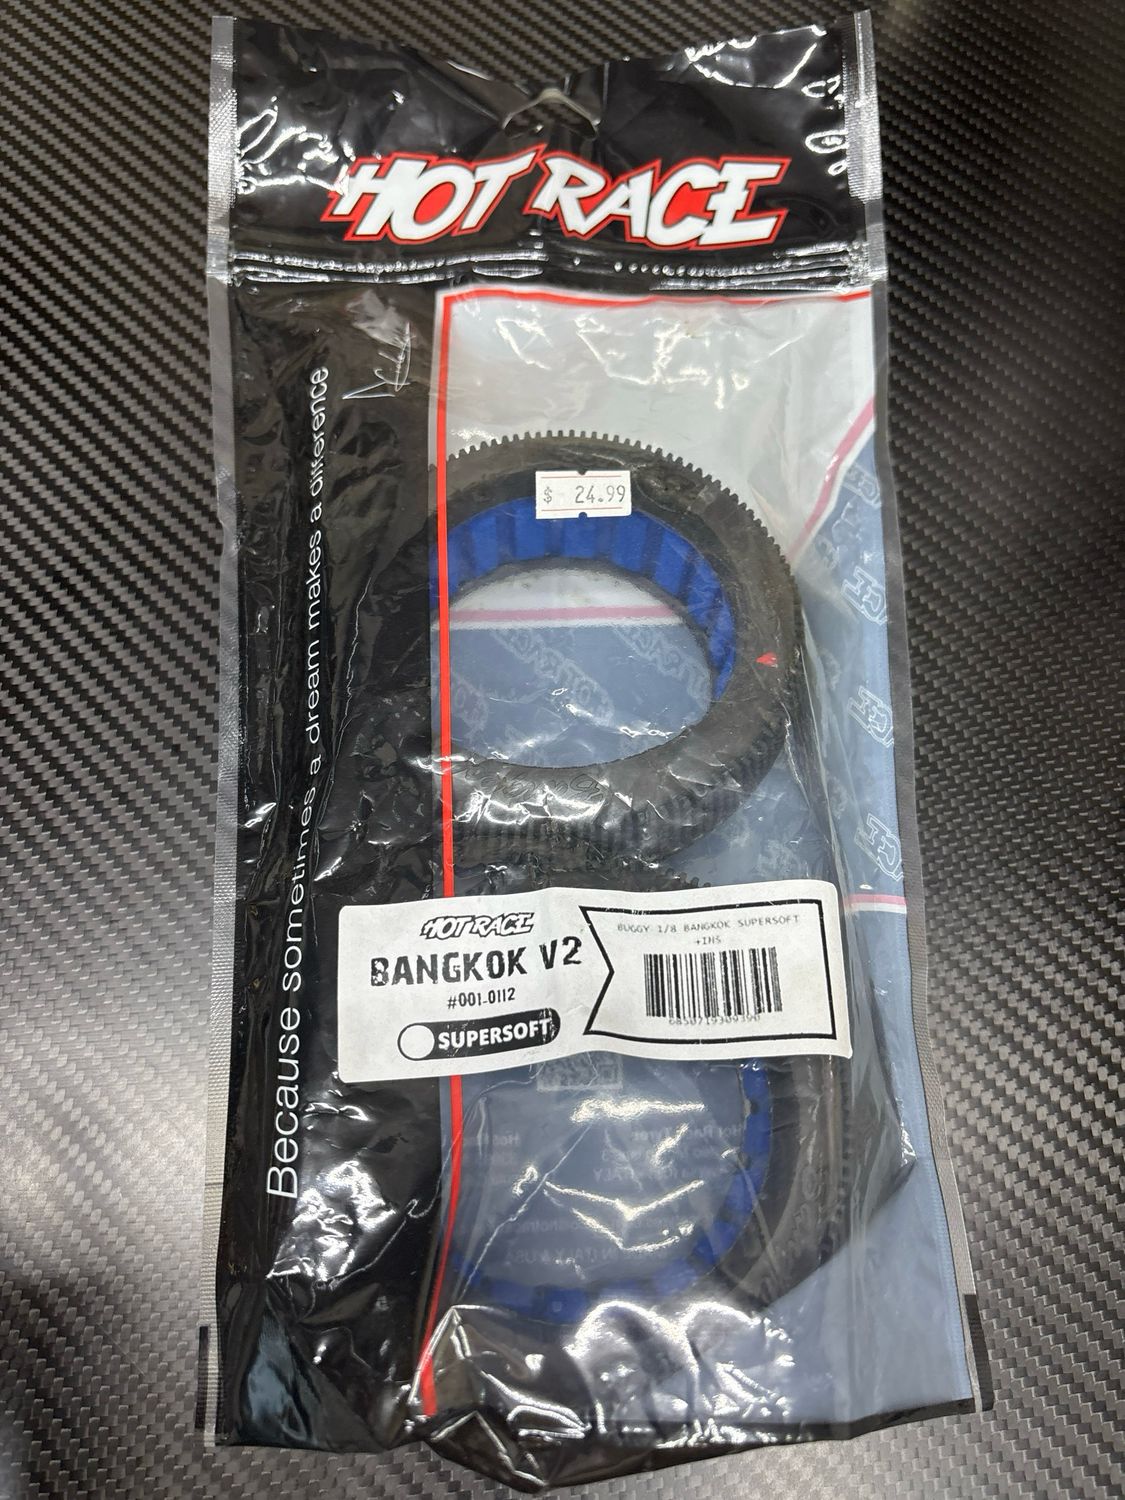 HOT RACE
Because sometimes a dream makes a difference
$ 24.99
HOT RACE
BANGKOK V2
#001-0112
SUPERSOFT
BUGGY 1/8 BANGKOK SUPERSOFT
+INS